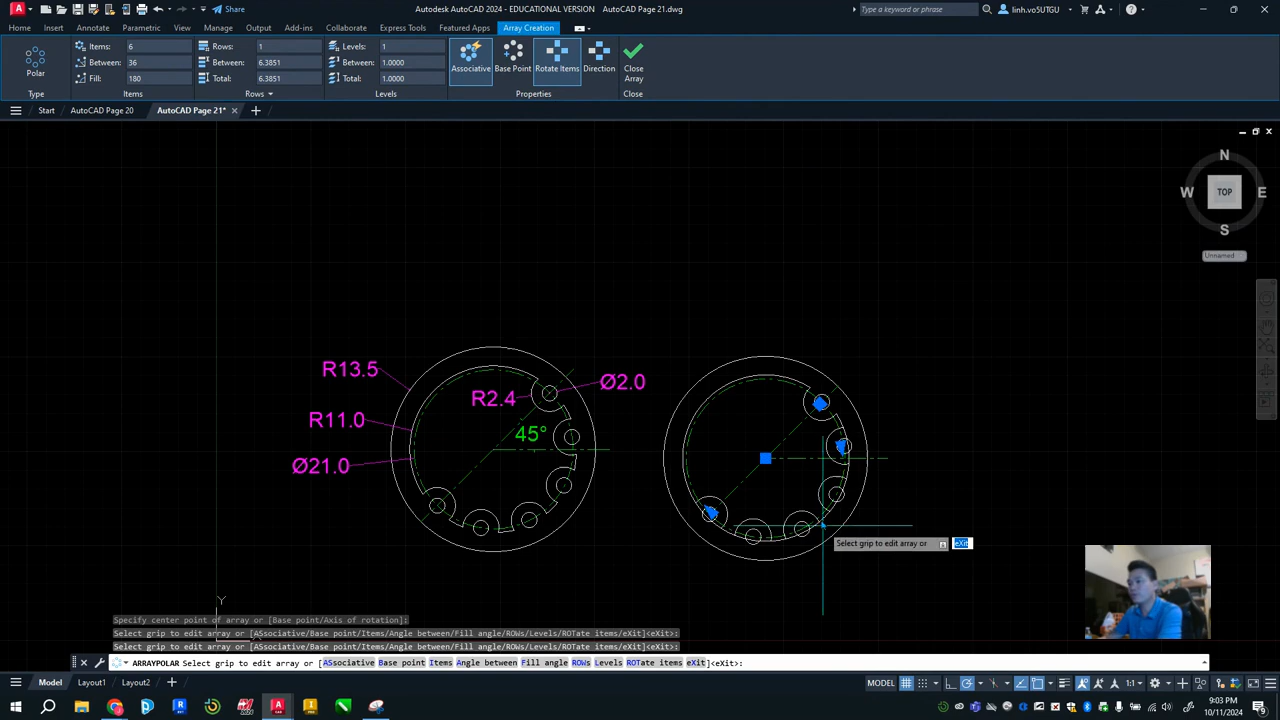 Share
Autodesk AutoCAD 2024 - EDUCATIONAL VERSION AutoCAD Page 21.dwg
Type a keyword or phrase
linh.vo5UTGU
Home Insert Annotate Parametric View Manage Output Add-ins Collaborate Express Tools Featured Apps Array Creation
Items: 6 Rows: 1 Levels: 1
Between: 36 Between: 6.3851 Between: 1.0000
Fill: 180 Total: 6.3851 Total: 1.0000
Polar
Associative Base Point Rotate Items Direction Close Array
Type Items Rows Levels Properties Close
Start AutoCAD Page 20 AutoCAD Page 21*
N
W TOP E
S
Unnamed
R13.5
Ø2.0
R2.4
R11.0
45°
Ø21.0
Select grip to edit array or eXit
Y
Specify center point of array or [Base point/Axis of rotation]:
Select grip to edit array or [ASsociative/Base point/Items/Angle between/Fill angle/ROWs/Levels/ROTate items/eXit]<eXit>:
Select grip to edit array or [ASsociative/Base point/Items/Angle between/Fill angle/ROWs/Levels/ROTate items/eXit]<eXit>:
ARRAYPOLAR Select grip to edit array or [ASsociative Base point Items Angle between Fill angle ROWs Levels ROTate items eXit]<eXit>:
Model Layout1 Layout2
MODEL 1:1
9:03 PM
10/11/2024